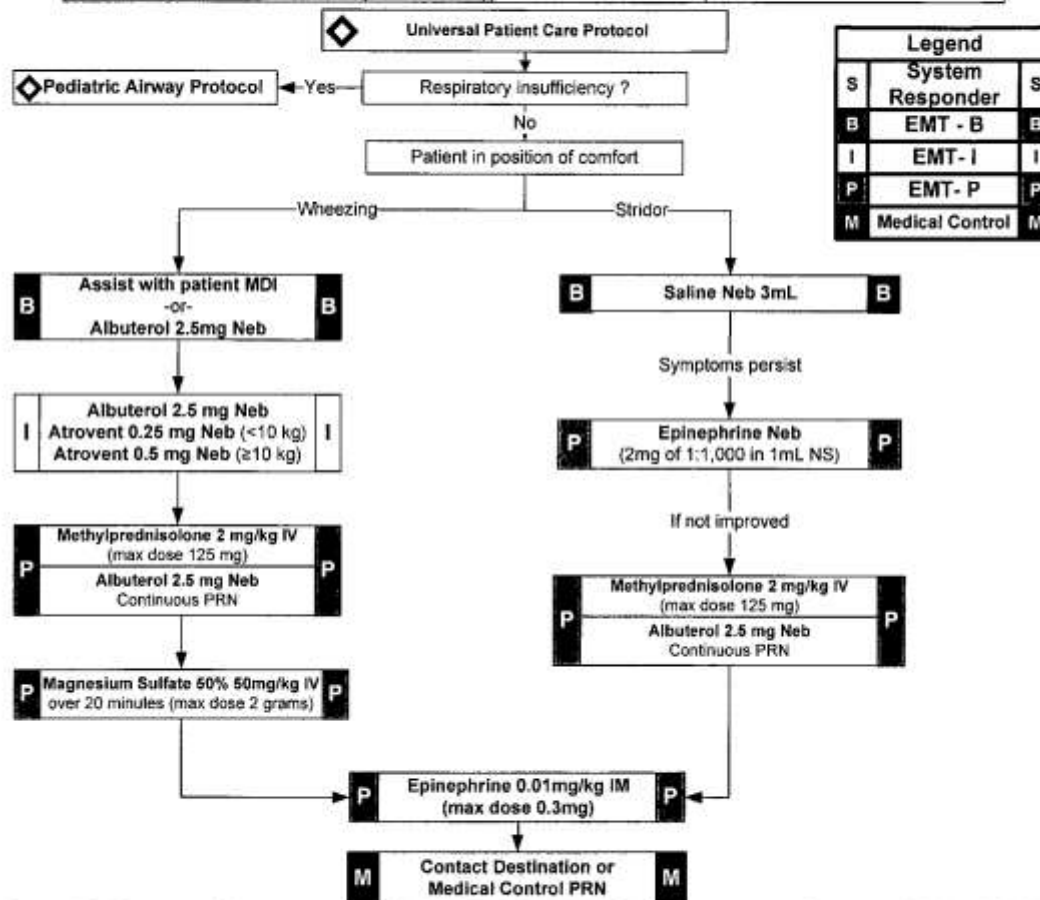 Universal Patient Care Protocol
Legend
S System Responder S
B EMT - B B
I EMT- I I
P EMT- P P
M Medical Control M
Pediatric Airway Protocol
Yes
Respiratory insufficiency ?
No
Patient in position of comfort
Wheezing
Stridor
B B
Assist with patient MDI
-or-
Albuterol 2.5mg Neb
B Saline Neb 3mL B
Symptoms persist
I I
Albuterol 2.5 mg Neb
Atrovent 0.25 mg Neb (<10 kg)
Atrovent 0.5 mg Neb (≥10 kg)
P P
Epinephrine Neb
(2mg of 1:1,000 in 1mL NS)
If not improved
P P
Methylprednisolone 2 mg/kg IV
(max dose 125 mg)
Albuterol 2.5 mg Neb
Continuous PRN
P P
Methylprednisolone 2 mg/kg IV
(max dose 125 mg)
Albuterol 2.5 mg Neb
Continuous PRN
P P
Magnesium Sulfate 50% 50mg/kg IV
over 20 minutes (max dose 2 grams)
P P
Epinephrine 0.01mg/kg IM
(max dose 0.3mg)
M M
Contact Destination or
Medical Control PRN